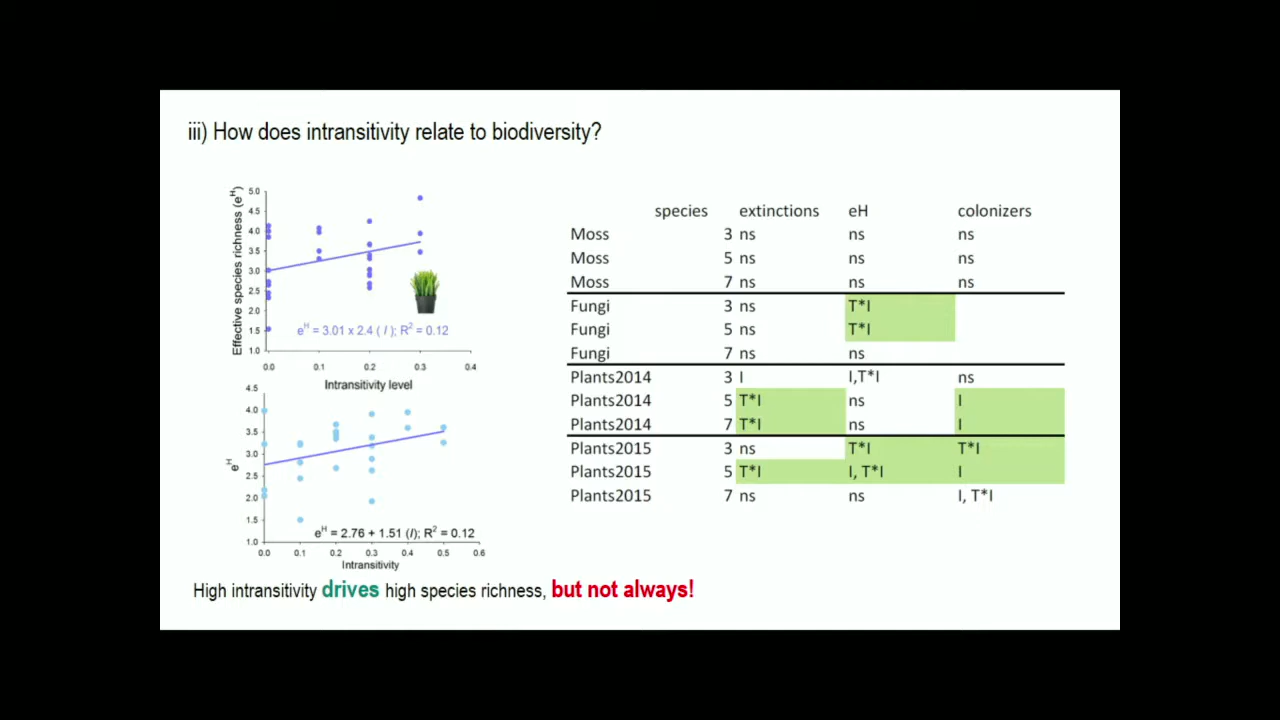 iii) How does intransitivity relate to biodiversity?
Effective species richness (e^H)
5.0
4.5
4.0
3.5
3.0
2.5
2.0
1.5
1.0
e^H = 3.01 x 2.4 ( I ); R² = 0.12
0.0 0.1 0.2 0.3 0.4
Intransitivity level
e^H
4.5
4.0
3.5
3.0
2.5
2.0
1.5
1.0
e^H = 2.76 + 1.51 (I); R² = 0.12
0.0 0.1 0.2 0.3 0.4 0.5 0.6
Intransitivity
species extinctions eH colonizers
Moss 3 ns ns ns
Moss 5 ns ns ns
Moss 7 ns ns ns
Fungi 3 ns T*I
Fungi 5 ns T*I
Fungi 7 ns ns
Plants2014 3 I I,T*I ns
Plants2014 5 T*I ns I
Plants2014 7 T*I ns I
Plants2015 3 ns T*I T*I
Plants2015 5 T*I I, T*I I
Plants2015 7 ns ns I, T*I
High intransitivity drives high species richness, but not always!